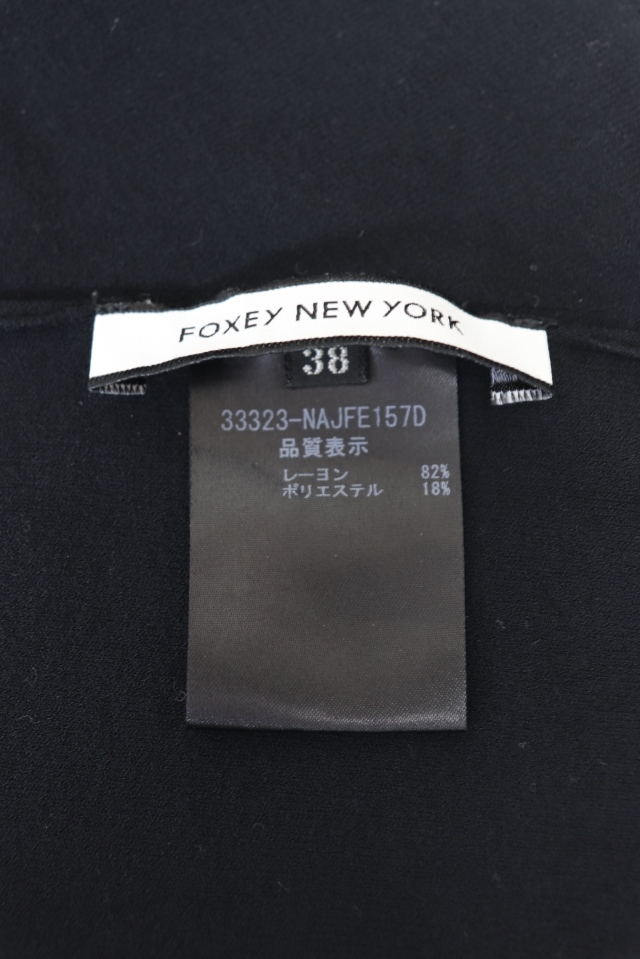 FOXEY NEW YORK
38
33323-NAJFE157D
品質表示
レーヨン 82%
ポリエステル 18%